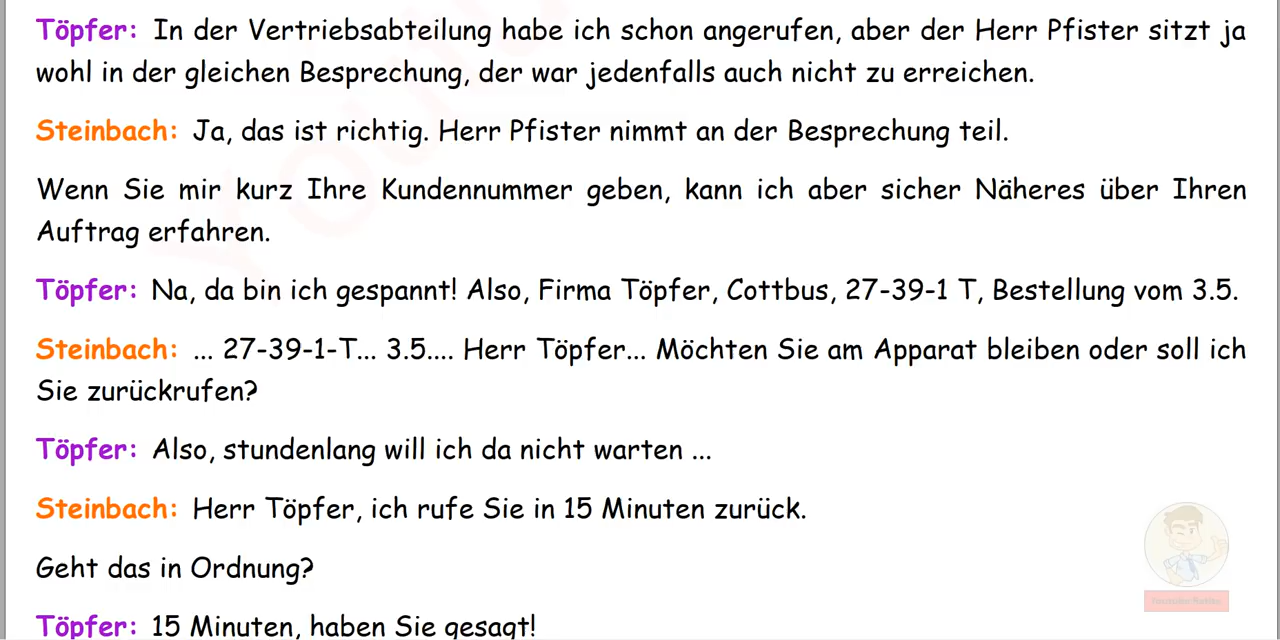 Töpfer: In der Vertriebsabteilung habe ich schon angerufen, aber der Herr Pfister sitzt ja
wohl in der gleichen Besprechung, der war jedenfalls auch nicht zu erreichen.
Steinbach: Ja, das ist richtig. Herr Pfister nimmt an der Besprechung teil.
Wenn Sie mir kurz Ihre Kundennummer geben, kann ich aber sicher Näheres über Ihren
Auftrag erfahren.
Töpfer: Na, da bin ich gespannt! Also, Firma Töpfer, Cottbus, 27-39-1 T, Bestellung vom 3.5.
Steinbach: ... 27-39-1-T... 3.5.... Herr Töpfer... Möchten Sie am Apparat bleiben oder soll ich
Sie zurückrufen?
Töpfer: Also, stundenlang will ich da nicht warten ...
Steinbach: Herr Töpfer, ich rufe Sie in 15 Minuten zurück.
Geht das in Ordnung?
Töpfer: 15 Minuten, haben Sie gesagt!